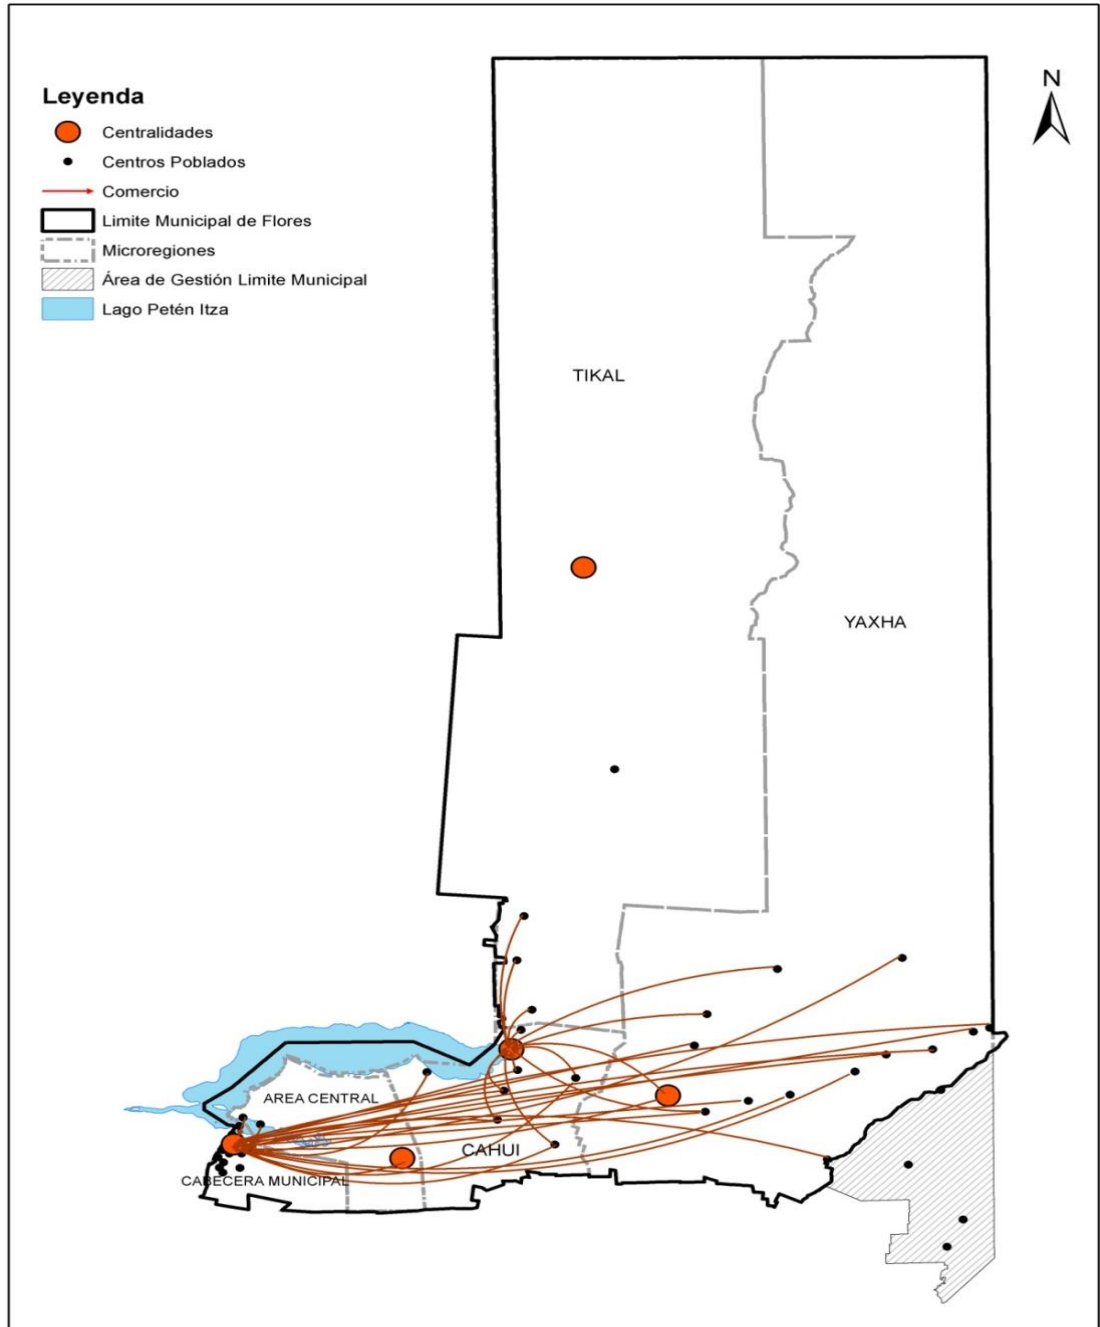 N
Leyenda
Centralidades
Centros Poblados
Comercio
Limite Municipal de Flores
Microregiones
Área de Gestión Limite Municipal
Lago Petén Itza
TIKAL
YAXHA
AREA CENTRAL
CAHUI
CABECERA MUNICIPAL